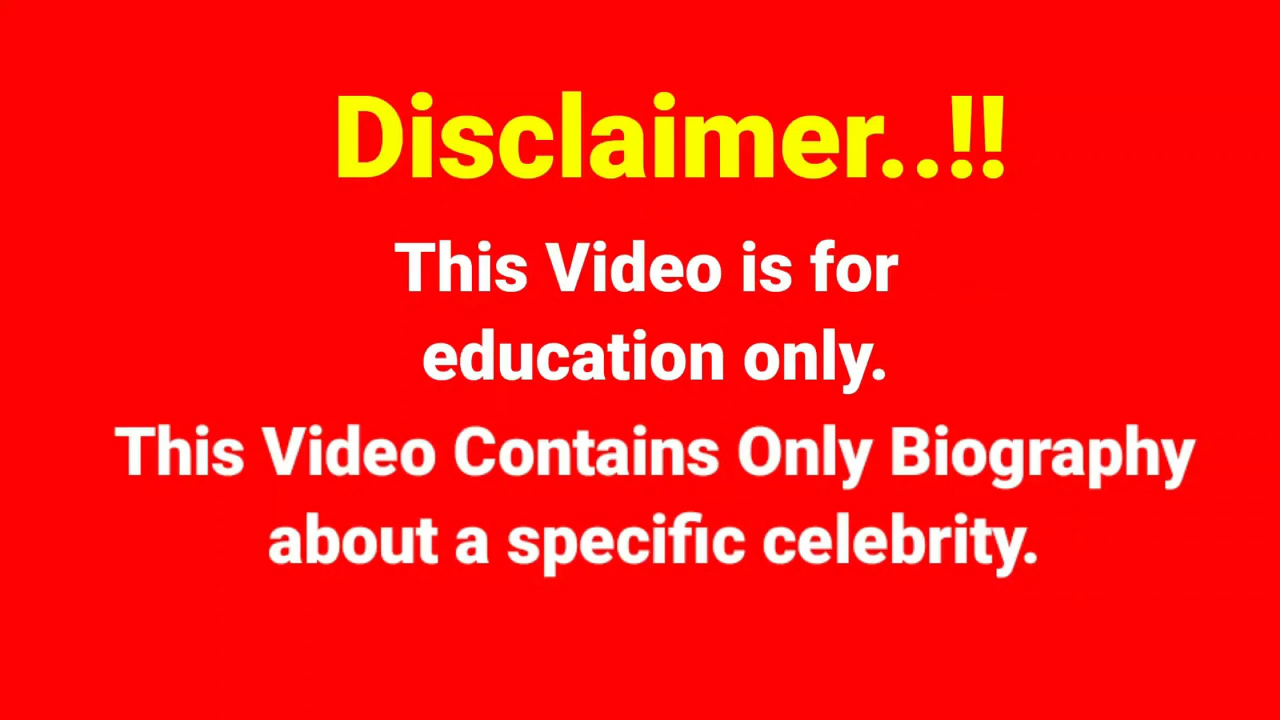 Disclaimer..!!
This Video is for
education only.
This Video Contains Only Biography
about a specific celebrity.